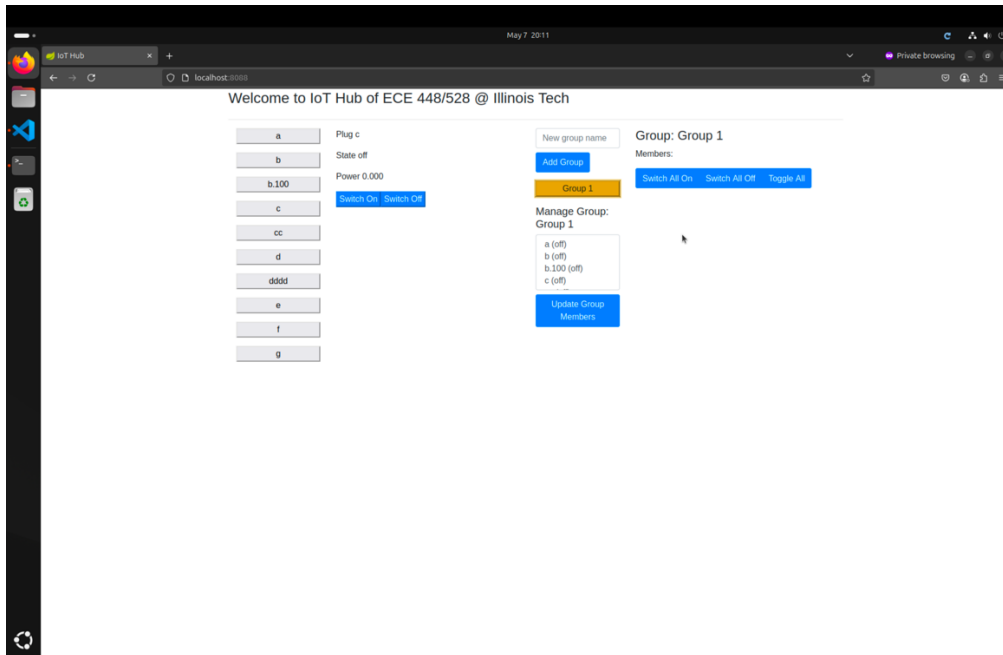 May 7 20:11
IoT Hub
Private browsing
localhost:8088
Welcome to IoT Hub of ECE 448/528 @ Illinois Tech
a
b
b.100
c
cc
d
dddd
e
f
g
Plug c
State off
Power 0.000
Switch On Switch Off
New group name
Add Group
Group 1
Manage Group:
Group 1
a (off)
b (off)
b.100 (off)
c (off)
Update Group
Members
Group: Group 1
Members:
Switch All On Switch All Off Toggle All